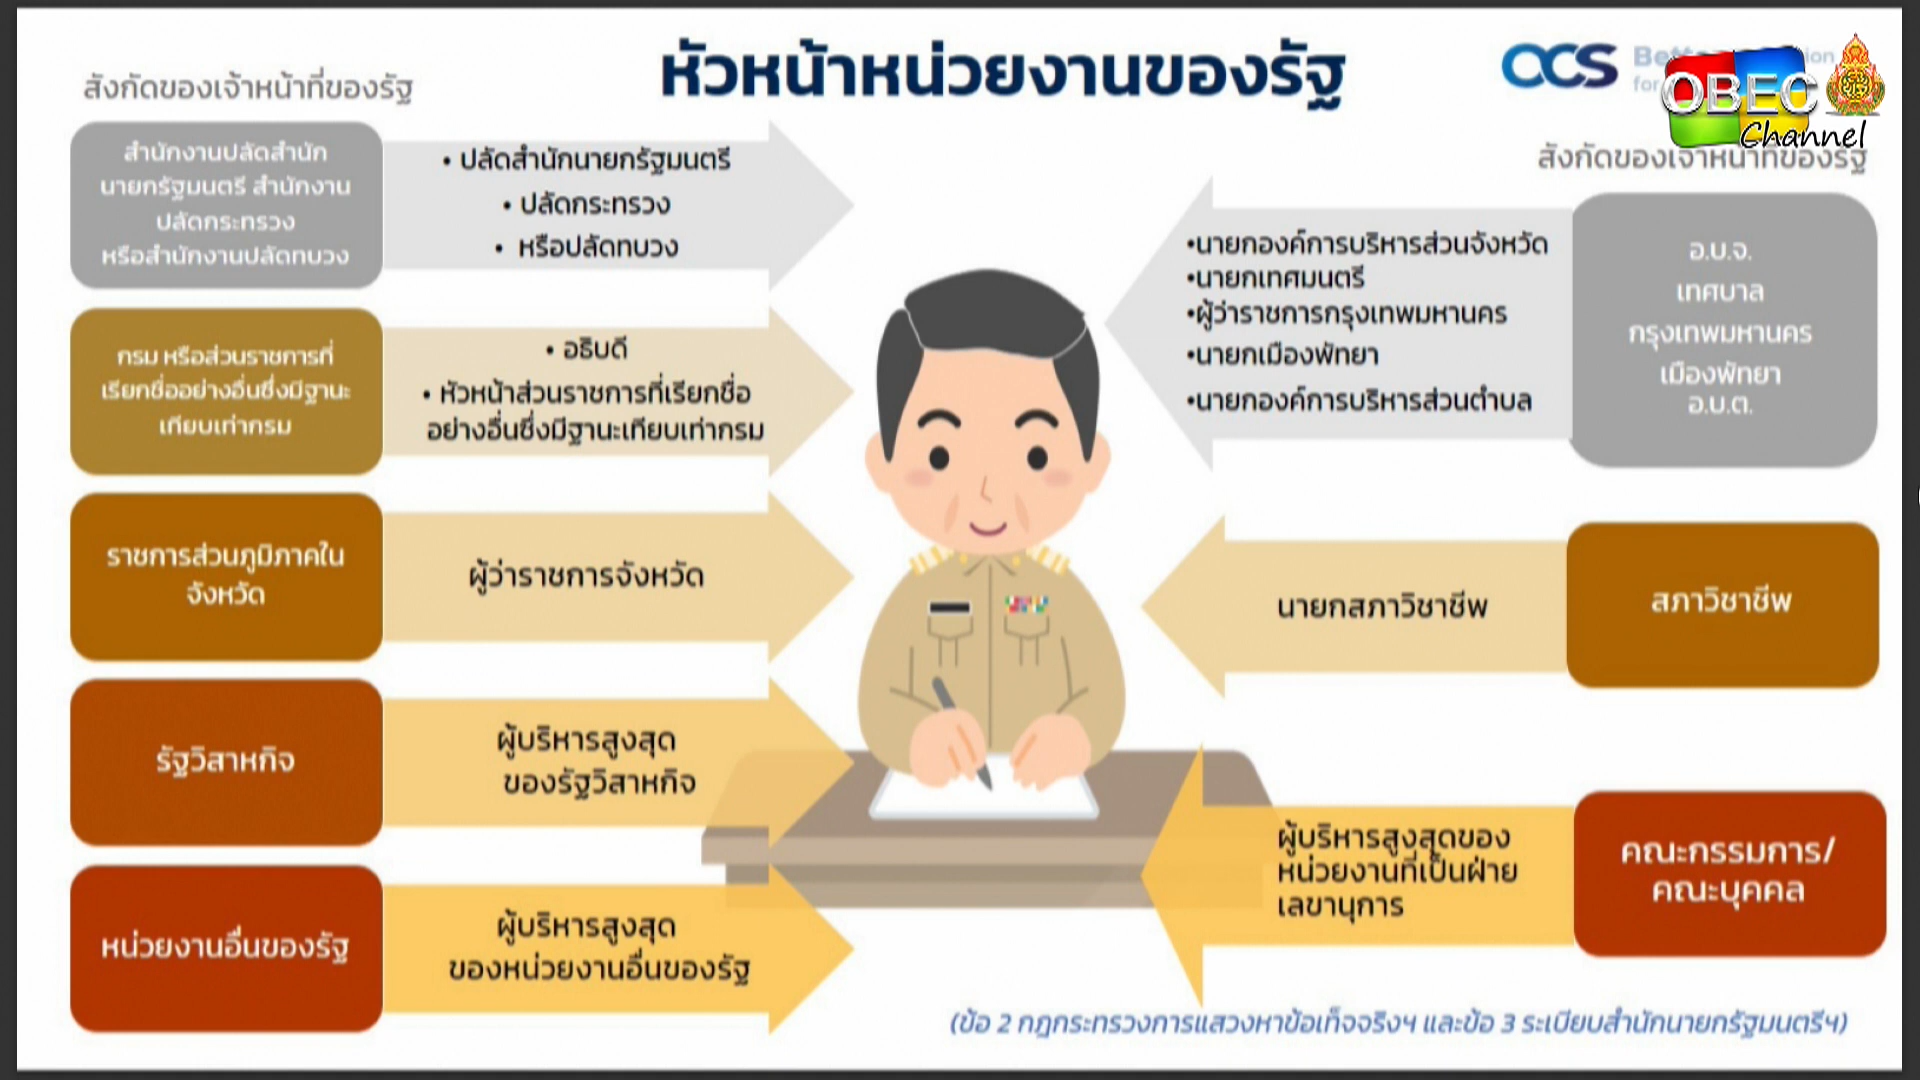 หัวหน้าหน่วยงานของรัฐ
OCS
OBEC
Channel
สังกัดของเจ้าหน้าที่ของรัฐ
สำนักงานปลัดสำนัก
นายกรัฐมนตรี สำนักงาน
ปลัดกระทรวง
หรือสำนักงานปลัดทบวง
• ปลัดสำนักนายกรัฐมนตรี
• ปลัดกระทรวง
• หรือปลัดทบวง
กรม หรือส่วนราชการที่
เรียกชื่ออย่างอื่นซึ่งมีฐานะ
เทียบเท่ากรม
• อธิบดี
• หัวหน้าส่วนราชการที่เรียกชื่อ
อย่างอื่นซึ่งมีฐานะเทียบเท่ากรม
ราชการส่วนภูมิภาคใน
จังหวัด
ผู้ว่าราชการจังหวัด
รัฐวิสาหกิจ
ผู้บริหารสูงสุด
ของรัฐวิสาหกิจ
หน่วยงานอื่นของรัฐ
ผู้บริหารสูงสุด
ของหน่วยงานอื่นของรัฐ
สังกัดของเจ้าหน้าที่ของรัฐ
•นายกองค์การบริหารส่วนจังหวัด
•นายกเทศมนตรี
•ผู้ว่าราชการกรุงเทพมหานคร
•นายกเมืองพัทยา
•นายกองค์การบริหารส่วนตำบล
อ.บ.จ.
เทศบาล
กรุงเทพมหานคร
เมืองพัทยา
อ.บ.ต.
นายกสภาวิชาชีพ
สภาวิชาชีพ
ผู้บริหารสูงสุดของ
หน่วยงานที่เป็นฝ่าย
เลขานุการ
คณะกรรมการ/
คณะบุคคล
(ข้อ 2 กฎกระทรวงการแสวงหาข้อเท็จจริงฯ และข้อ 3 ระเบียบสำนักนายกรัฐมนตรีฯ)